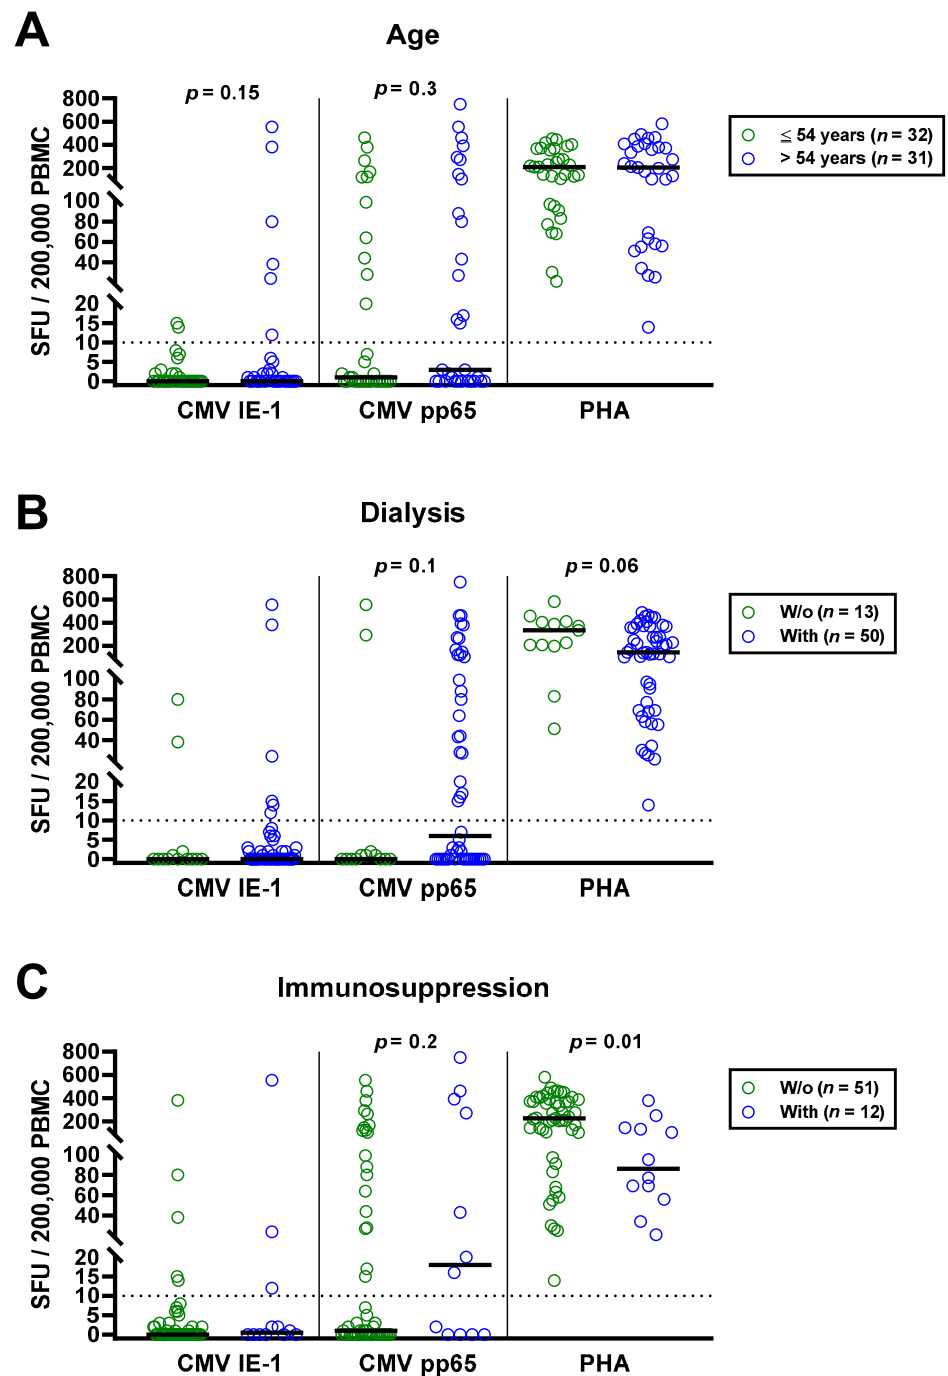 A
Age
p = 0.15
p = 0.3
800
600
400
200
100
80
60
40
20
15
10
5
0
SFU / 200,000 PBMC
CMV IE-1
CMV pp65
PHA
≤ 54 years (n = 32)
> 54 years (n = 31)
B
Dialysis
p = 0.1
p = 0.06
800
600
400
200
100
80
60
40
20
15
10
5
0
SFU / 200,000 PBMC
CMV IE-1
CMV pp65
PHA
W/o (n = 13)
With (n = 50)
C
Immunosuppression
p = 0.2
p = 0.01
800
600
400
200
100
80
60
40
20
15
10
5
0
SFU / 200,000 PBMC
CMV IE-1
CMV pp65
PHA
W/o (n = 51)
With (n = 12)